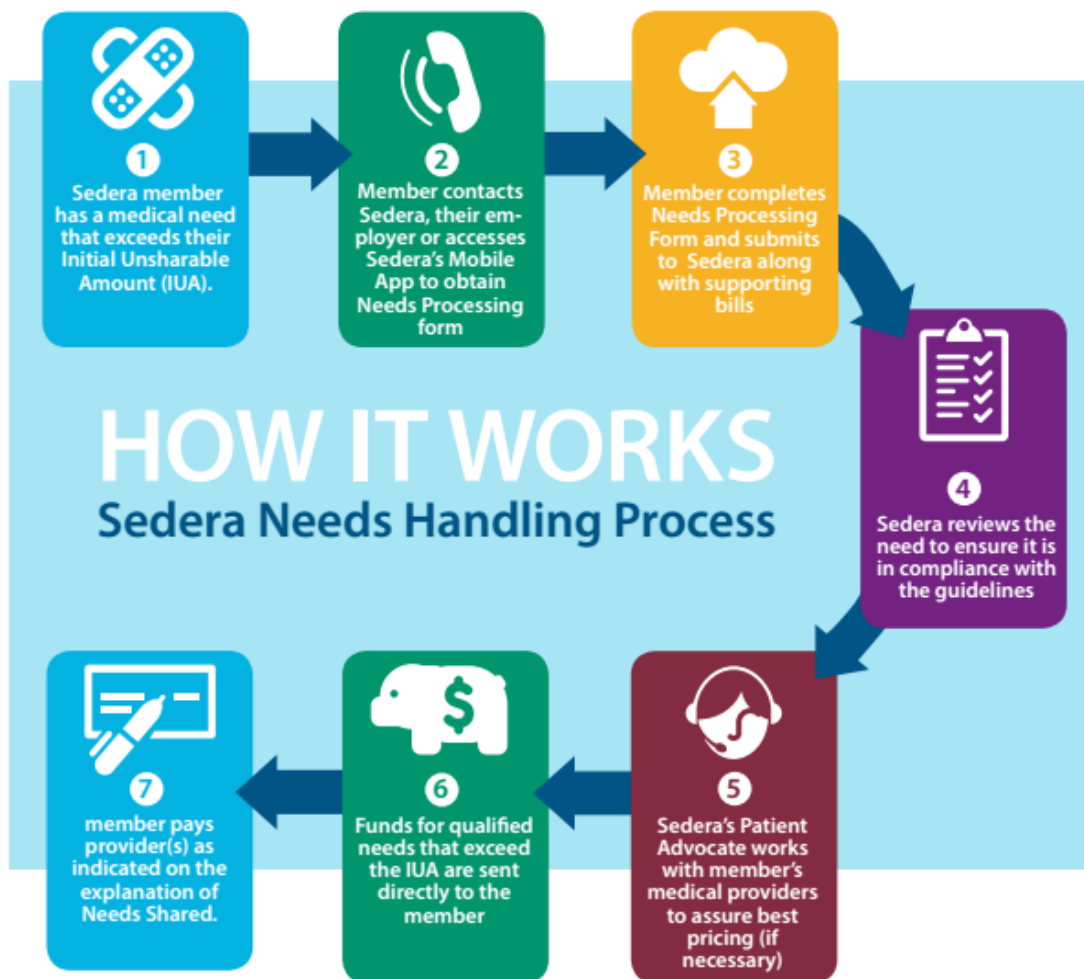 1
Sedera member
has a medical need
that exceeds their
Initial Unsharable
Amount (IUA).
2
Member contacts
Sedera, their em-
ployer or accesses
Sedera's Mobile
App to obtain
Needs Processing
form
3
Member completes
Needs Processing
Form and submits
to Sedera along
with supporting
bills
HOW IT WORKS
Sedera Needs Handling Process
4
Sedera reviews the
need to ensure it is
in compliance with
the guidelines
5
Sedera's Patient
Advocate works
with member's
medical providers
to assure best
pricing (if
necessary)
$
6
Funds for qualified
needs that exceed
the IUA are sent
directly to the
member
7
member pays
provider(s) as
indicated on the
explanation of
Needs Shared.